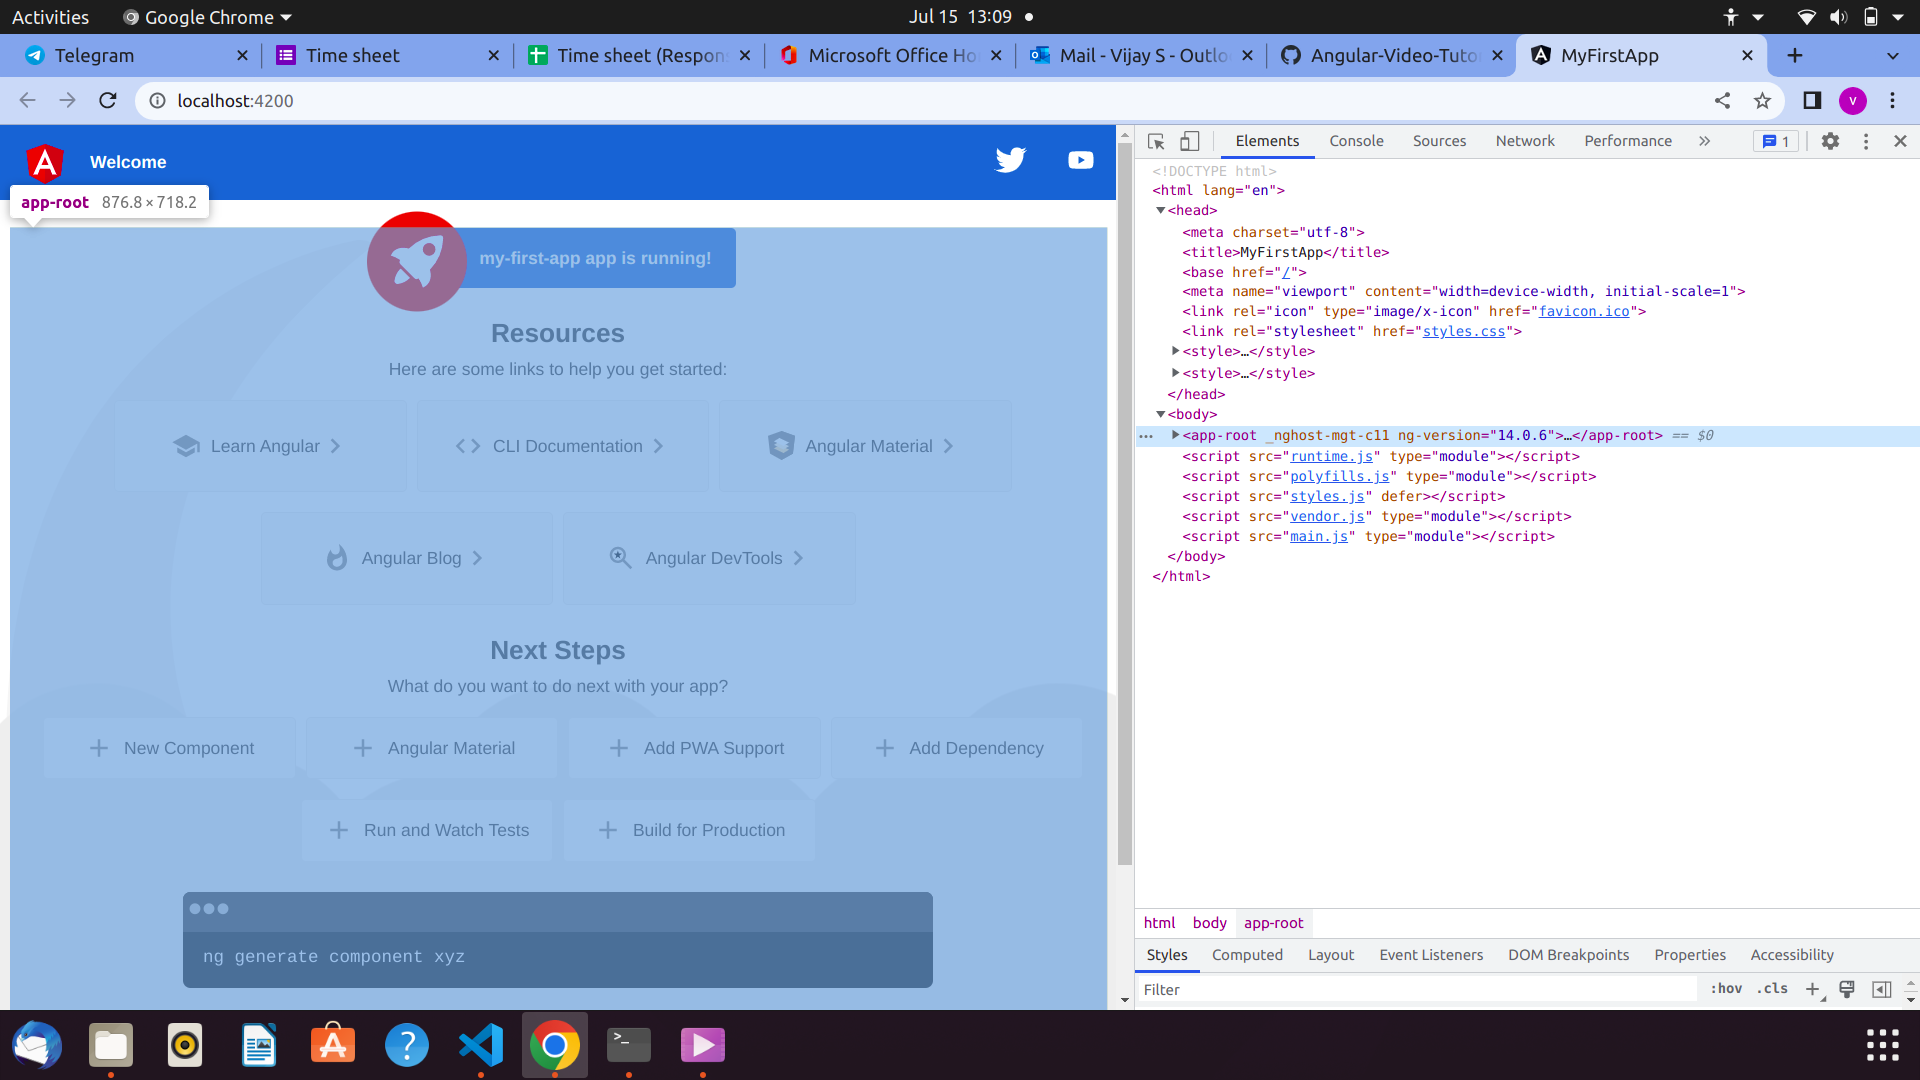 Activities
Google Chrome
Jul 15 13:09
Telegram
Time sheet
Time sheet (Respon
Microsoft Office Ho
Mail - Vijay S - Outlo
Angular-Video-Tuto
MyFirstApp
localhost:4200
V
Welcome
app-root 876.8 × 718.2
my-first-app app is running!
Resources
Here are some links to help you get started:
Learn Angular
CLI Documentation
Angular Material
Angular Blog
Angular DevTools
Next Steps
What do you want to do next with your app?
New Component
Angular Material
Add PWA Support
Add Dependency
Run and Watch Tests
Build for Production
ng generate component xyz
Elements
Console
Sources
Network
Performance
1
<!DOCTYPE html>
<html lang="en">
<head>
<meta charset="utf-8">
<title>MyFirstApp</title>
<base href="/">
<meta name="viewport" content="width=device-width, initial-scale=1">
<link rel="icon" type="image/x-icon" href="favicon.ico">
<link rel="stylesheet" href="styles.css">
<style>…</style>
<style>…</style>
</head>
<body>
<app-root _nghost-mgt-c11 ng-version="14.0.6">…</app-root> == $0
<script src="runtime.js" type="module"></script>
<script src="polyfills.js" type="module"></script>
<script src="styles.js" defer></script>
<script src="vendor.js" type="module"></script>
<script src="main.js" type="module"></script>
</body>
</html>
html body app-root
Styles
Computed
Layout
Event Listeners
DOM Breakpoints
Properties
Accessibility
Filter
:hov .cls